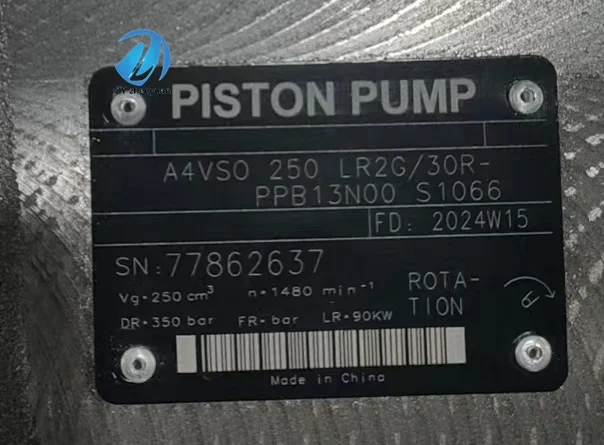 PISTON PUMP
A4VSO 250 LR2G/30R-
PPB13N00 S1066
FD: 2024W15
SN:77862637
Vg=250 cm³ n=1480 min⁻¹
DR=350 bar FR=bar LR=90KW
ROTA-
TION
Made in China